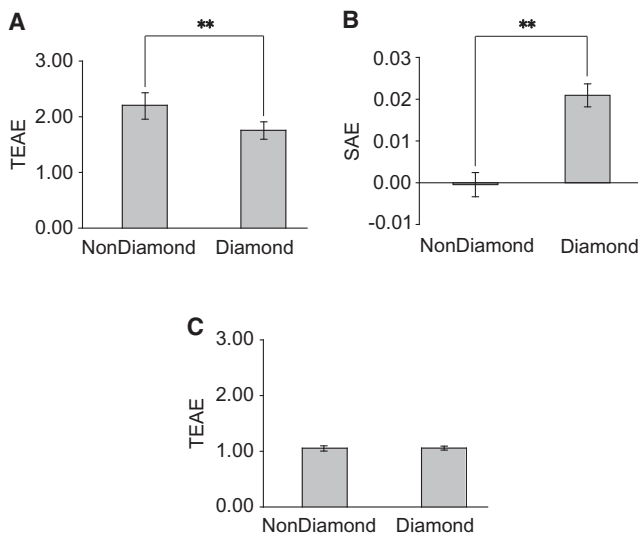 A
**
3.00
2.00
1.00
0.00
TEAE
NonDiamond Diamond
B
**
0.03
0.02
0.01
0.00
-0.01
SAE
NonDiamond Diamond
C
3.00
2.00
1.00
0.00
TEAE
NonDiamond Diamond